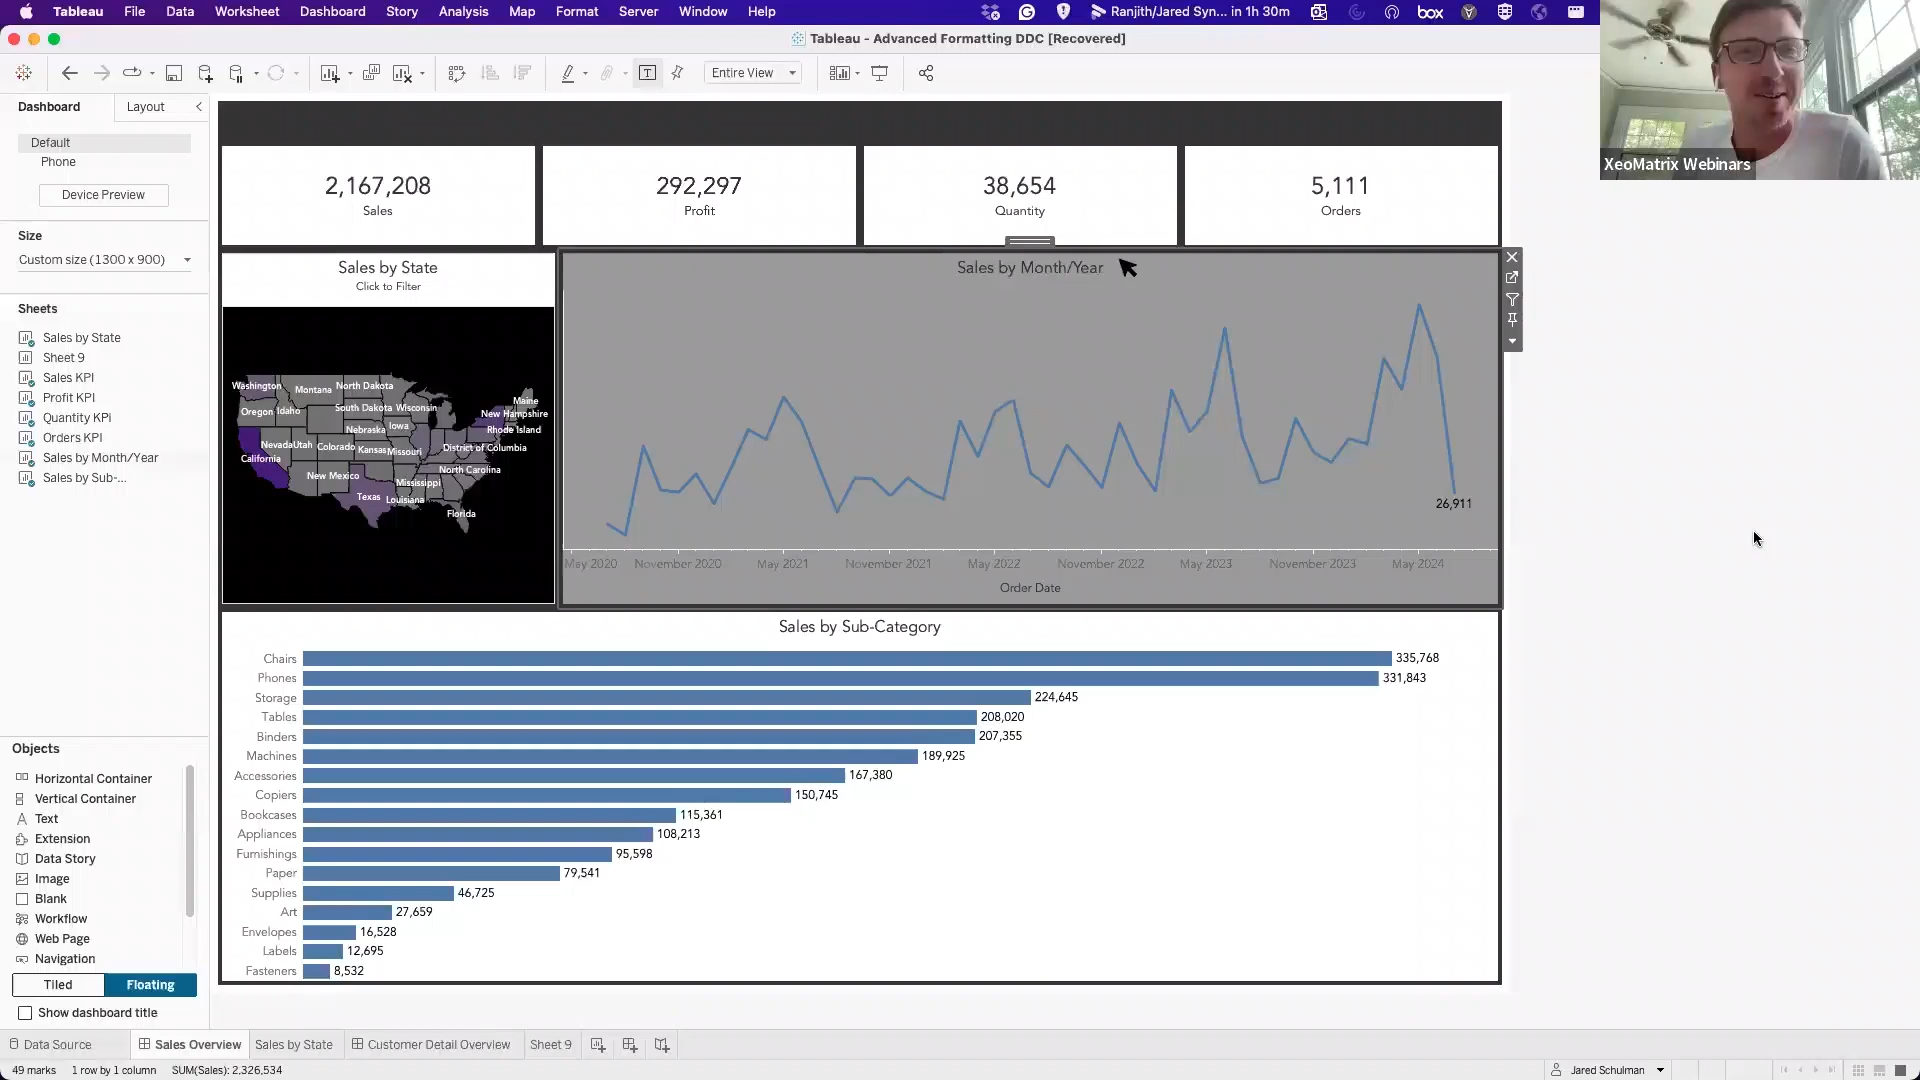 Tableau File Data Worksheet Dashboard Story Analysis Map Format Server Window Help Ranjith/Jared Syn... in 1h 30m box
Tableau - Advanced Formatting DDC [Recovered]
Entire View
Dashboard Layout
Default
Phone
Device Preview
Size
Custom size (1300 x 900)
Sheets
Sales by State
Sheet 9
Sales KPI
Profit KPI
Quantity KPI
Orders KPI
Sales by Month/Year
Sales by Sub-...
Objects
Horizontal Container
Vertical Container
Text
Extension
Data Story
Image
Blank
Workflow
Web Page
Navigation
Tiled Floating
Show dashboard title
2,167,208
Sales
292,297
Profit
38,654
Quantity
5,111
Orders
Sales by State
Click to Filter
Washington Montana North Dakota Maine
Oregon Idaho South Dakota Wisconsin New Hampshire
Nebraska Iowa Rhode Island
Nevada Utah Colorado Kansas Missouri District of Columbia
California New Mexico North Carolina
Mississippi
Texas Louisiana
Florida
Sales by Month/Year
26,911
May 2020 November 2020 May 2021 November 2021 May 2022 November 2022 May 2023 November 2023 May 2024
Order Date
Sales by Sub-Category
Chairs 335,768
Phones 331,843
Storage 224,645
Tables 208,020
Binders 207,355
Machines 189,925
Accessories 167,380
Copiers 150,745
Bookcases 115,361
Appliances 108,213
Furnishings 95,598
Paper 79,541
Supplies 46,725
Art 27,659
Envelopes 16,528
Labels 12,695
Fasteners 8,532
XeoMatrix Webinars
Data Source Sales Overview Sales by State Customer Detail Overview Sheet 9
49 marks 1 row by 1 column SUM(Sales): 2,326,534 Jared Schulman